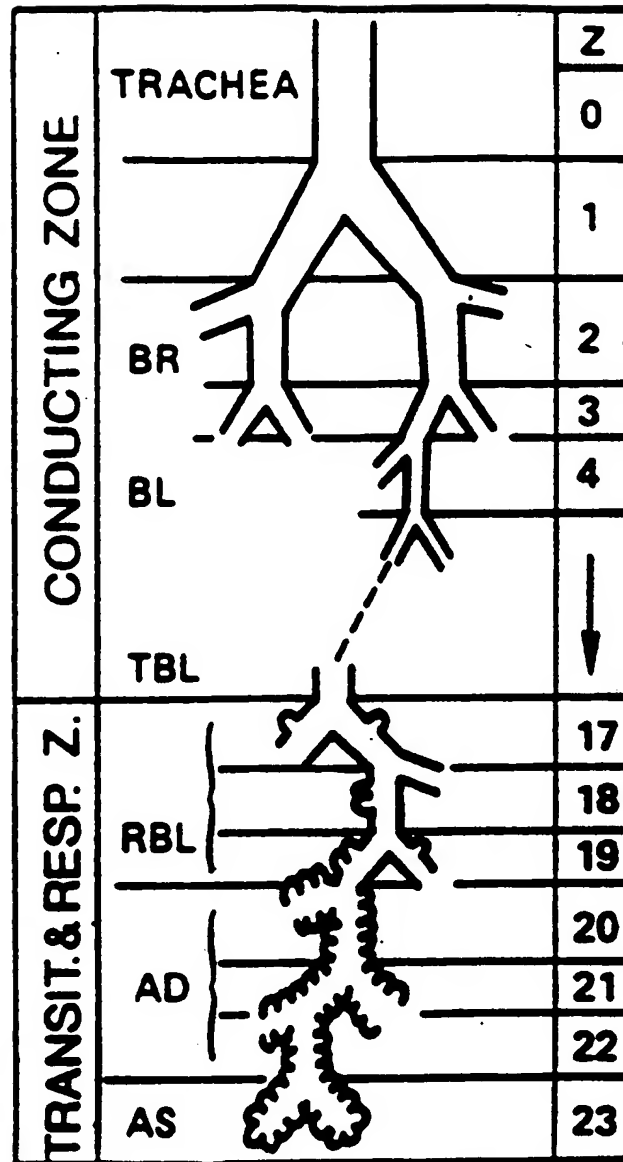 Z
TRACHEA
0
CONDUCTING ZONE
1
BR
2
3
BL
4
TBL
TRANSIT.& RESP. Z.
17
18
RBL
19
20
AD
21
22
AS
23